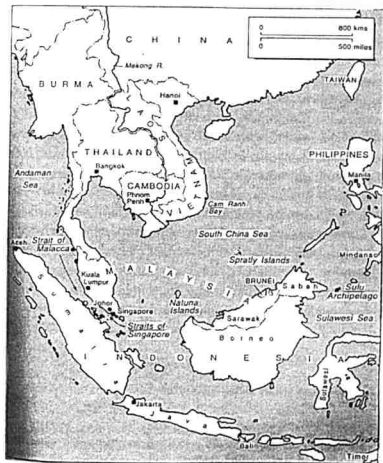 0 800 kms
0 500 miles
CHINA
Mekong R.
TAIWAN
BURMA
Hanoi
LAOS
THAILAND
PHILIPPINES
Bangkok
Manila
Andaman
Sea
CAMBODIA
Phnom
Penh
VIETNAM
Cam Ranh
Bay
South China Sea
Aceh
Strait of
Malacca
Spratly Islands
Mindanao
MALAYSIA
Kuala
Lumpur
BRUNEI
Sabah
Sulu
Archipelago
Natuna
Islands
Johor
Singapore
Sarawak
Sulawesi Sea
Straits of
Singapore
Borneo
Sumatra
INDONESIA
Sulawesi
Jakarta
Java
Bali
Timor